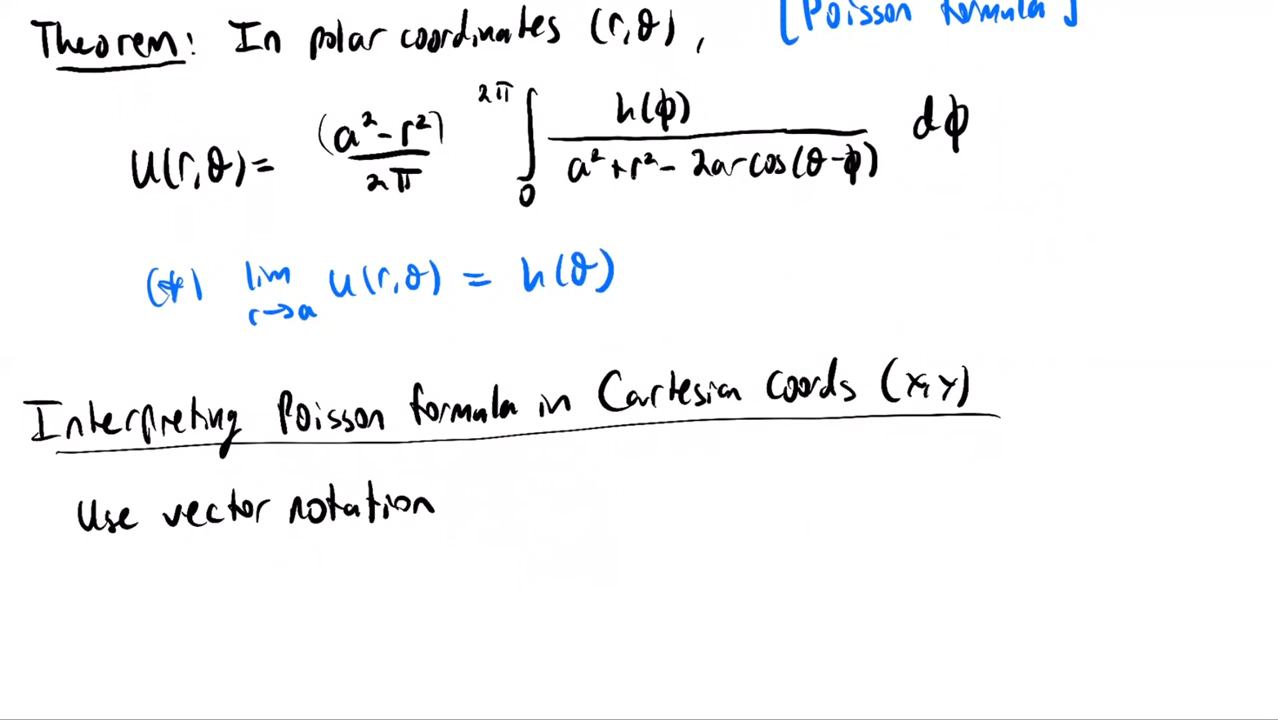 [Poisson formula]
Theorem: In polar coordinates (r,θ),
u(r,θ) = (a²-r²)/2π ∫₀^2π h(ϕ)/(a²+r²-2ar cos(θ-ϕ)) dϕ
(*) lim r→a u(r,θ) = h(θ)
Interpreting Poisson formula in Cartesian coords (x,y)
Use vector notation